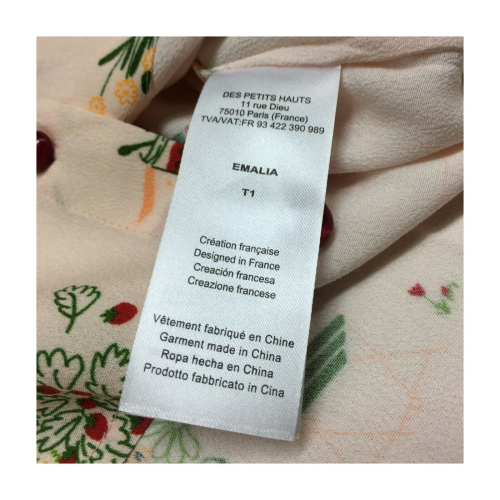 DES PETITS HAUTS
11 rue Dieu
75010 Paris (France)
TVA/VAT:FR 93 422 390 989
EMALIA
T1
Création française
Designed in France
Creación francesa
Creazione francese
Vêtement fabriqué en Chine
Garment made in China
Ropa hecha en China
Prodotto fabbricato in Cina